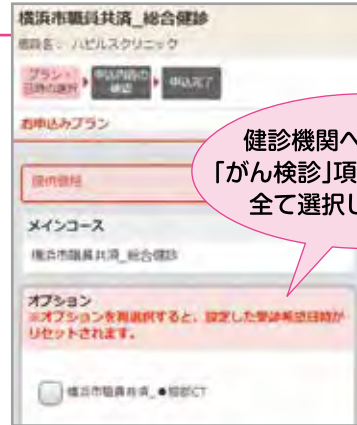 横浜市職員共済_総合健診
施設名： ハピルスクリニック
プラン・
日時の選択
申込内容の
確認
申込完了
お申込みプラン
健診機関へ
「がん検診」項
全て選択し
提供価格
メインコース
横浜市職員共済_総合健診
オプション
※オプションを再選択すると、設定した受診希望日時が
リセットされます。
横浜市職員共済_●胸部CT